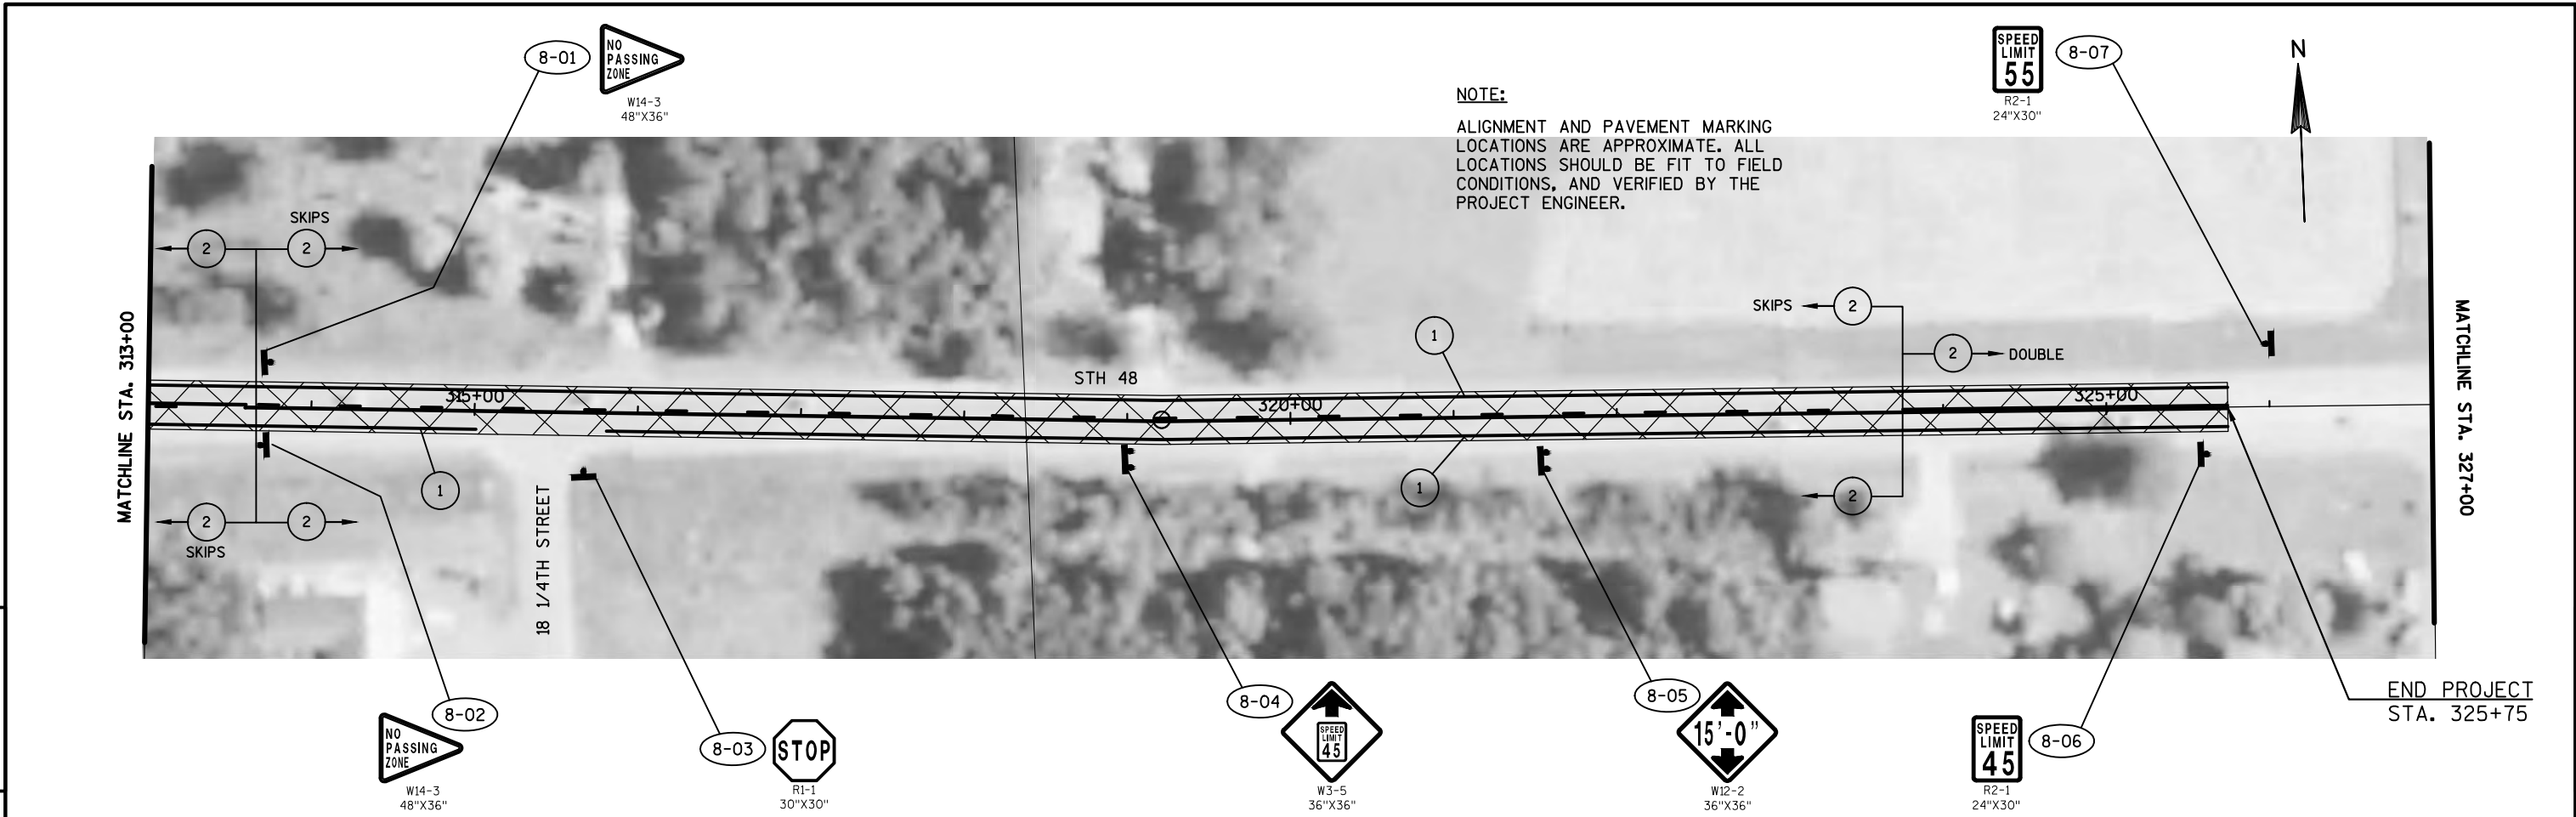 8-01
NO
PASSING
ZONE
W14-3
48"X36"
NOTE:
ALIGNMENT AND PAVEMENT MARKING
LOCATIONS ARE APPROXIMATE. ALL
LOCATIONS SHOULD BE FIT TO FIELD
CONDITIONS, AND VERIFIED BY THE
PROJECT ENGINEER.
SPEED
LIMIT
55
R2-1
24"X30"
8-07
N
SKIPS
2
2
SKIPS
2
2
DOUBLE
1
MATCHLINE STA. 313+00
MATCHLINE STA. 327+00
STH 48
315+00
320+00
325+00
1
1
2
2
2
SKIPS
18 1/4TH STREET
8-02
NO
PASSING
ZONE
W14-3
48"X36"
8-03
STOP
R1-1
30"X30"
8-04
SPEED
LIMIT
45
W3-5
36"X36"
8-05
15'-0"
W12-2
36"X36"
SPEED
LIMIT
45
R2-1
24"X30"
8-06
END PROJECT
STA. 325+75